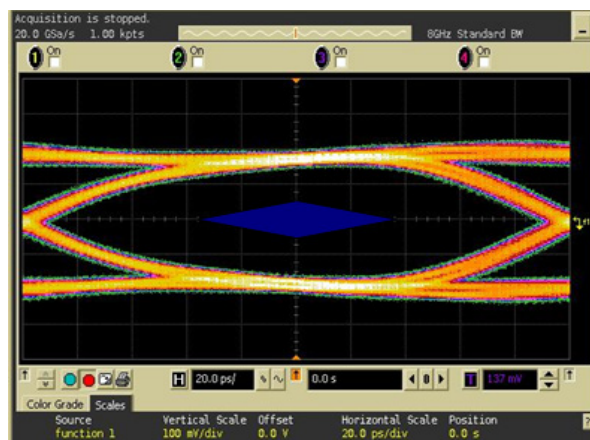 Acquisition is stopped.
20.0 GSa/s 1.00 kpts
8GHz Standard BW
1 On 2 On 3 On 4 On
H 20.0 ps/ 0.0 s 0 T 137 mV
Color Grade Scales
Source Vertical Scale Offset Horizontal Scale Position
function 1 100 mV/div 0.0 V 20.0 ps/div 0.0 s